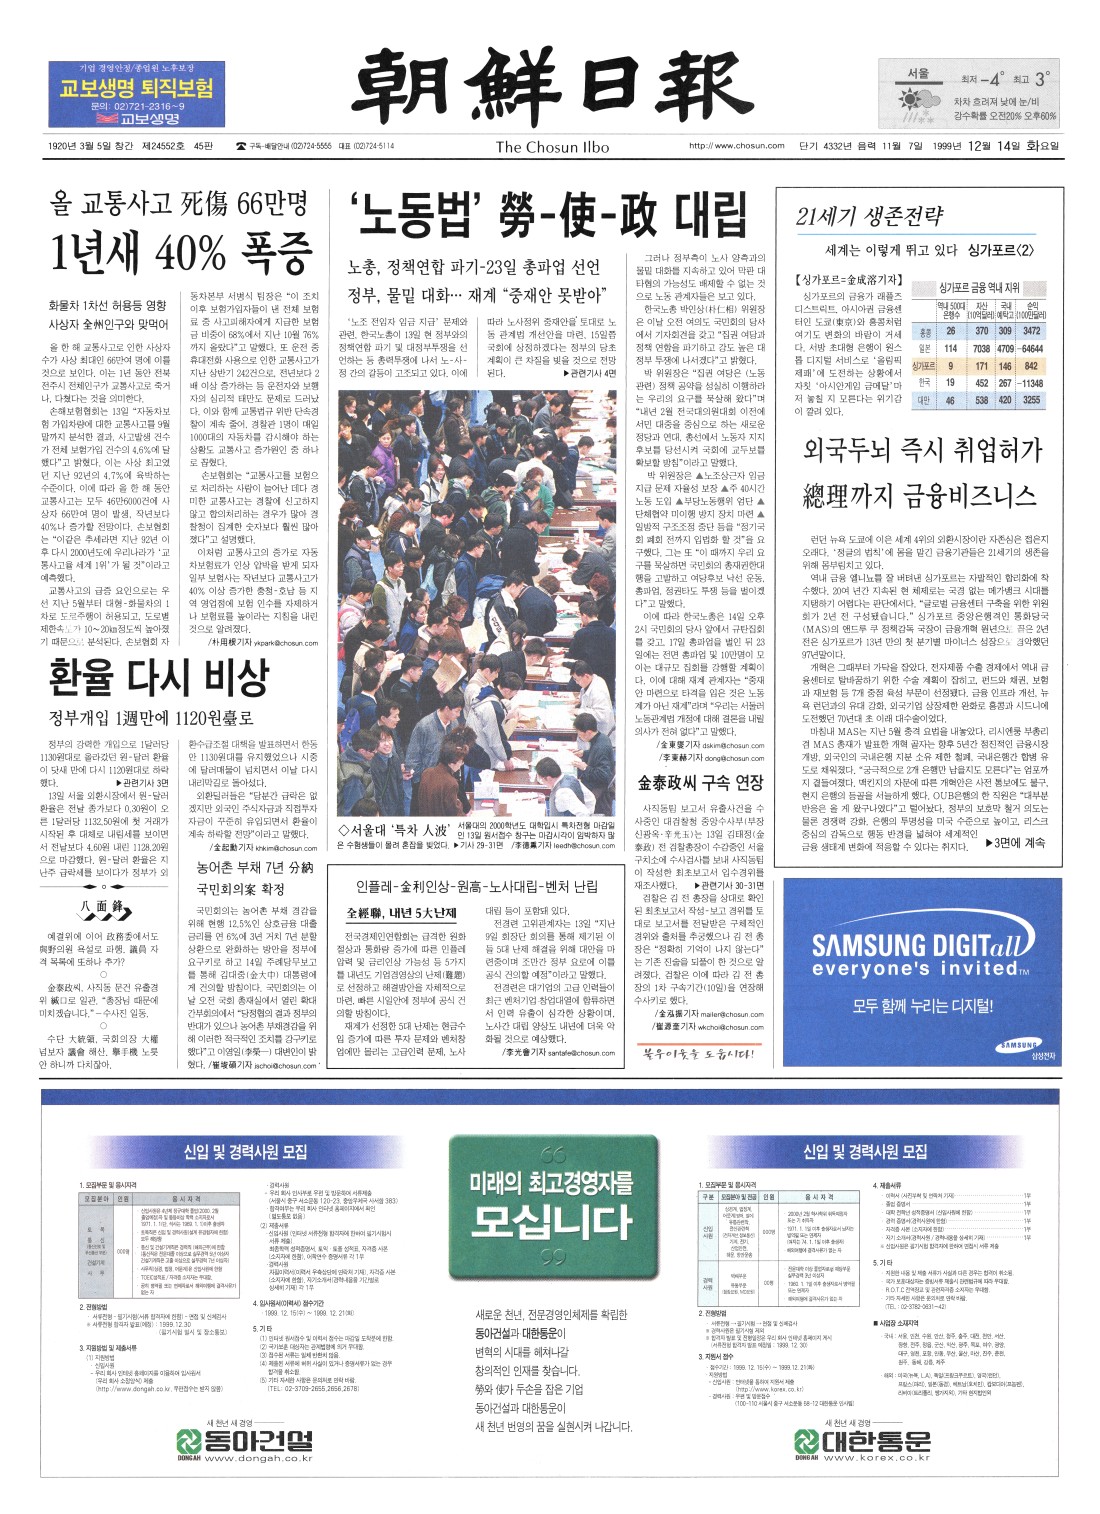 기업 경영안정/종업원 노후보장
교보생명 퇴직보험
문의: 02)721-2316~9
교보생명
朝鮮日報
서울
최저 -4° 최고 3°
차차 흐려져 낮에 눈/비
강수확률 오전20% 오후60%
1920년 3월 5일 창간 제24552호 45판
☎ 구독·배달안내 (02)724-5555 대표 (02)724-5114
The Chosun Ilbo
http://www.chosun.com
단기 4332년 음력 11월 7일 1999년 12월 14일 화요일
올 교통사고 死傷 66만명
1년새 40% 폭증
화물차 1차선 허용등 영향
사상자 全州인구와 맞먹어
올 한 해 교통사고로 인한 사상자
수가 사상 최대인 66만여 명에 이를
것으로 보인다. 이는 1년 동안 전북
전주시 전체인구가 교통사고로 죽거
나, 다쳤다는 것을 의미한다.
손해보험협회는 13일 “자동차보
험 가입차량에 대한 사고를 9월
말까지 분석한 결과, 사고발생 건수
가 전체 보험가입 건수의 4.6%에 달
했다”고 밝혔다. 이는 사상 최고였
던 지난 92년의 4.7%에 육박하는
수준이다. 이에 따라 올 한 해 동안
교통사고는 모두 46만6000건에 사
상자 66만여 명이 발생, 작년보다
40%나 증가할 전망이다. 손보협회
는 “이같은 추세라면 지난 92년 이
후 다시 2000년도에 우리나라가 ‘교
통사고율 세계 1위’가 될 것”이라고
예측했다.
교통사고의 급증 요인으로는 우
선 지난 5월부터 대형·화물차의 1
차로 도로주행이 허용되고, 도로별
제한속도가 10~20㎞정도씩 높아졌
기 때문으로 분석된다. 손보협회 자
동차본부 서병식 팀장은 “이 조치
이후 보험가입자들이 낸 전체 보험
료 중 사고피해자에게 지급한 보험
금 비중이 68%에서 지난 10월 76%
까지 올랐다”고 말했다. 또 운전 중
휴대전화 사용으로 인한 교통사고가
지난 상반기 242건으로, 전년보다 2
배 이상 증가하는 등 운전자와 보행
자의 심리적 태만도 문제로 드러났
다. 이와 함께 교통법규 위반 단속경
찰이 계속 줄어, 경찰관 1명이 매일
1000대의 자동차를 감시해야 하는
상황도 교통사고 증가원인 중 하나
로 꼽혔다.
손보협회는 “교통사고를 보험으
로 처리하는 사람이 늘어난 데다 경
미한 교통사고는 경찰에 신고하지
않고 합의처리하는 경우가 많아 경
찰청이 집계한 숫자보다 훨씬 많아
졌다”고 설명했다.
이처럼 교통사고의 증가로 자동
차보험료가 인상 압박을 받게 되자
일부 보험사는 작년보다 교통사고가
40% 이상 증가한 충청·호남 등 지
역 영업점에 보험 인수를 자제하거
나 보험료를 높이라는 지침을 내린
것으로 알려졌다.
/朴用根기자 ykpark@chosun.com
환율 다시 비상
정부개입 1週만에 1120원臺로
정부의 강력한 개입으로 1달러당
1130원대로 올라갔던 원-달러 환율
이 닷새 만에 다시 1120원대로 하락
했다. ▶관련기사 3면
13일 서울 외환시장에서 원-달러
환율은 전날 종가보다 0.30원이 오
른 1달러당 1132.50원에 첫 거래가
시작된 후 대체로 내림세를 보이면
서 전날보다 4.60원 내린 1128.20원
으로 마감했다. 원-달러 환율은 지
난주 급락세를 보이다가 정부가 외
환수급조절 대책을 발표하면서 한동
안 1130원대를 유지했었으나 시중
에 달러매물이 넘치면서 이날 다시
내리막길로 돌아섰다.
외환딜러들은 “당분간 급락은 없
겠지만 외국인 주식자금과 직접투자
자금이 꾸준히 유입되면서 환율이
계속 하락할 전망”이라고 말했다.
/金起勳기자 khkim@chosun.com
八面鋒
예결위에 이어 政務委에서도
與野의원 욕설로 파행. 議員 자
격 목록에 또하나 추가?
○
金泰政씨, 사직동 문건 유출경
위 緘口로 일관. “총장님 때문에
미치겠습니다.” —수사진 일동.
○
수단 大統領, 국회의장 大權
넘보자 議會 해산. 擧手機 노릇
안 하니까 다치잖아.
농어촌 부채 7년 分納
국민회의案 확정
국민회의는 농어촌 부채 경감을
위해 현행 12.5%인 상호금융 대출
금리를 연 6%에 3년 거치 7년 분할
상환으로 완화하는 방안을 정부에
요구키로 하고 14일 주례당무보고
를 통해 김대중(金大中) 대통령에
게 건의할 방침이다. 국민회의는 이
날 오전 국회 총재실에서 열린 확대
간부회의에서 “당정협의 결과 정부의
반대가 있으나 농어촌 부채경감을 위
해 이러한 적극적인 조치를 강구키로
했다”고 이영일(李榮一) 대변인이 밝
혔다. /崔埈碩기자 jschoi@chosun.com
‘노동법’ 勞-使-政 대립
노총, 정책연합 파기-23일 총파업 선언
정부, 물밑 대화… 재계 “중재안 못받아”
‘노조 전임자 임금 지급’ 문제와
관련, 한국노총이 13일 현 정부와의
정책연합 파기 및 대정부투쟁을 선
언하는 등 총력투쟁에 나서 노-사-
정 간의 갈등이 고조되고 있다. 이에
따라 노사정위 중재안을 토대로 노
동 관계법 개선안을 마련, 15일쯤
국회에 상정하겠다는 정부의 당초
계획이 큰 차질을 빚을 것으로 전망
된다. ▶관련기사 4면
◇서울대 ‘특차 人波’
서울대의 2000학년도 대학입시 특차전형 마감일
인 13일 원서접수 창구는 마감시각이 임박하자 많
은 수험생들이 몰려 혼잡을 빚었다. ▶기사 29·31면 /李德鳳기자 leedh@chosun.com
인플레-金利인상-원高-노사대립-벤처 난립
全經聯, 내년 5大난제
전국경제인연합회는 급격한 원화
절상과 통화량 증가에 따른 인플레
압력 및 금리인상 가능성 등 5가지
를 내년도 기업경영상의 난제(難題)
로 선정하고 해결방안을 자체적으로
마련, 빠른 시일안에 정부에 공식 건
의할 방침이다.
재계가 선정한 5대 난제는 현금수
입 증가에 따른 투자 문제와 벤처창
업에만 몰리는 고급인력 문제, 노사
대립 등이 포함돼 있다.
전경련 고위관계자는 13일 “지난
9일 회장단 회의를 통해 제기된 이
들 5대 난제 해결을 위해 대안을 마
련중이며 조만간 정부 요로에 이를
공식 건의할 예정”이라고 말했다.
전경련은 대기업의 고급 인력들이
최근 벤처기업 창업대열에 합류하면
서 인력 유출이 심각한 상황이며,
노사간 대립 양상도 내년에 더욱 악
화될 것으로 예상했다.
/李光會기자 santafe@chosun.com
그러나 정부측이 노사 양측과의
물밑 대화를 지속하고 있어 막판 대
타협의 가능성도 배제할 수 없는 것
으로 노동 관계자들은 보고 있다.
한국노총 박인상(朴仁相) 위원장
은 이날 오전 여의도 국민회의 당사
에서 기자회견을 갖고 “집권 여당과
정책 연합을 파기하고 강도 높은 대
정부 투쟁에 나서겠다”고 밝혔다.
박 위원장은 “집권 여당은 (노동
관련) 정책 공약을 성실히 이행하라
는 우리의 요구를 묵살해 왔다”며
“내년 2월 전국대의원대회 이전에
서민 대중을 중심으로 하는 새로운
정당과 연대, 총선에서 노동자 지지
후보를 당선시켜 국회에 교두보를
확보할 방침”이라고 말했다.
박 위원장은 ▲노조상근자 임금
지급 문제 자율성 보장 ▲주 40시간
노동 도입 ▲부당노동행위 엄단 ▲
단체협약 미이행 방지 장치 마련 ▲
일방적 구조조정 중단 등을 “정기국
회 폐회 전까지 입법화 할 것”을 요
구했다. 그는 또 “이 때까지 우리 요
구를 묵살하면 국민회의 총재권한대
행을 고발하고 여당후보 낙선 운동,
총파업, 정권타도 투쟁 등을 벌이겠
다”고 말했다.
이에 따라 한국노총은 14일 오후
2시 국민회의 당사 앞에서 규탄집회
를 갖고, 17일 총파업을 벌인 뒤 23
일에는 전면 총파업 및 10만명이 모
이는 대규모 집회를 강행할 계획이
다. 이에 대해 재계 관계자는 “중재
안 마련으로 타격을 입은 것은 노동
계가 아닌 재계”라며 “우리는 서둘러
노동관계법 개정에 대해 결론을 내릴
의사가 전혀 없다”고 말했다.
/金東燮기자 dskim@chosun.com
/李東赫기자 dong@chosun.com
金泰政씨 구속 연장
사직동팀 보고서 유출사건을 수
사중인 대검찰청 중앙수사부(부장
신광옥·辛光玉)는 13일 김태정(金
泰政) 전 검찰총장이 수감중인 서울
구치소에 수사검사를 보내 사직동팀
이 작성한 최초보고서 입수경위를
재조사했다. ▶관련기사 30·31면
검찰은 김 전 총장을 상대로 확인
된 최초보고서 작성·보고 경위를 토
대로 보고서를 전달받은 구체적인
경위와 출처를 추궁했으나 김 전 총
장은 “정확히 기억이 나지 않는다”
는 기존 진술을 되풀이 한 것으로 알
려졌다. 검찰은 이에 따라 김 전 총
장의 1차 구속기간(10일)을 연장해
수사키로 했다.
/金泓振기자 mailer@chosun.com
/崔源奎기자 wkchoi@chosun.com
불우이웃을 도웁시다!
21세기 생존전략
세계는 이렇게 뛰고 있다 싱가포르〈2〉
【싱가포르=金成溶기자】
싱가포르의 금융가 래플즈
디스트릭트. 아시아권 금융센
터인 도쿄(東京)와 홍콩처럼
여기도 변화의 바람이 거세
다. 서방 초대형 은행이 원스
톱 디지털 서비스로 ‘올림픽
제패’에 도전하는 상황에서
자칫 ‘아시안게임 금메달’마
저 놓칠 지 모른다는 위기감
이 깔려 있다.
싱가포르 금융 역내 지위
역내 500대 은행수 자산 (10억달러) 국내 예탁고 순익 (100만달러)
홍콩 26 370 309 3472
일본 114 7038 4709 -64644
싱가포르 9 171 146 842
한국 19 452 267 -11348
대만 46 538 420 3255
외국두뇌 즉시 취업허가
總理까지 금융비즈니스
런던 뉴욕 도쿄에 이은 세계 4위의 외환시장이란 자존심은 접은지
오래다. ‘정글의 법칙’에 몸을 맡긴 금융기관들은 21세기의 생존을
위해 몸부림치고 있다.
역내 금융 엘니뇨를 잘 버텨낸 싱가포르는 자발적인 합리화에 착
수했다. 20여 년간 지속된 현 체제로는 국경 없는 메가뱅크 시대를
지탱하기 어렵다는 판단에서다. “글로벌 금융센터 구축을 위한 위원
회가 2년 전 구성됐습니다.” 싱가포르 중앙은행격인 통화당국
(MAS)의 앤드루 쿠 정책감독 국장이 금융개혁 원년으로 꼽은 2년
전은 싱가포르가 13년 만의 첫 분기별 마이너스 성장으로 경악했던
97년말이다.
개혁은 그때부터 가닥을 잡았다. 전자제품 수출 경제에서 역내 금
융센터로 탈바꿈하기 위한 수술 계획이 잡히고, 펀드와 채권, 보험
과 재보험 등 7개 중점 육성 부문이 선정됐다. 금융 인프라 개선, 뉴
욕 런던과의 유대 강화, 외국기업 상장제한 완화로 홍콩과 시드니에
도전했던 70년대 초 이래 대수술이었다.
마침내 MAS는 지난 5월 충격 요법을 내놓았다. 리시엔룽 부총리
겸 MAS 총재가 발표한 개혁 골자는 향후 5년간 점진적인 금융시장
개방, 외국인의 국내은행 지분 소유 제한 철폐, 국내은행간 합병 유
도로 채워졌다. “궁극적으로 2개 은행만 남을지도 모른다”는 엄포까
지 곁들여졌다. 백킨지의 자문에 따른 개혁안은 사전 통보에도 불구,
현지 은행의 등골을 서늘하게 했다. OUB은행의 한 직원은 “대부분
반응은 올 게 왔구나였다”고 털어놨다. 정부의 보호막 철거 의도는
물론 경쟁력 강화. 은행의 투명성을 미국 수준으로 높이고, 리스크
중심의 감독으로 행동 반경을 넓혀야 세계적인
금융 생태계 변화에 적응할 수 있다는 취지다. ▶3면에 계속
SAMSUNG DIGITall
everyone's invited TM
모두 함께 누리는 디지털!
SAMSUNG
삼성전자
신입 및 경력사원 모집
1. 모집부문 및 응시자격
모집분야 인원 응시자격
2. 전형방법
3. 지원방법 및 제출서류
4. 입사원서(이력서) 접수기간
- 1999. 12. 15(수) ~ 1999. 12. 21(화)
5. 기 타
(TEL: 02-3709-2655,2656,2678)
새 천년 새 경영
동아건설
DONG AH www.dongah.co.kr
미래의 최고경영자를
모십니다
새로운 천년, 전문경영인체제를 확립한
동아건설과 대한통운이
변혁의 시대를 헤쳐나갈
창의적인 인재를 찾습니다.
勞와 使가 두손을 잡은 기업
동아건설과 대한통운이
새 천년 번영의 꿈을 실현시켜 나갑니다.
신입 및 경력사원 모집
1. 모집부문 및 응시자격
구분 모집분야 및 전공 인원 응시자격
2. 전형방법
3. 지원서 접수
- 접수기간 : 1999. 12. 15(수) ~ 1999. 12. 21(화)
4. 제출서류
5. 기 타
(TEL: 02-3782-0631~42)
■ 사업장 소재지역
새 천년 새 경영
대한통운
DONG AH www.korex.co.kr